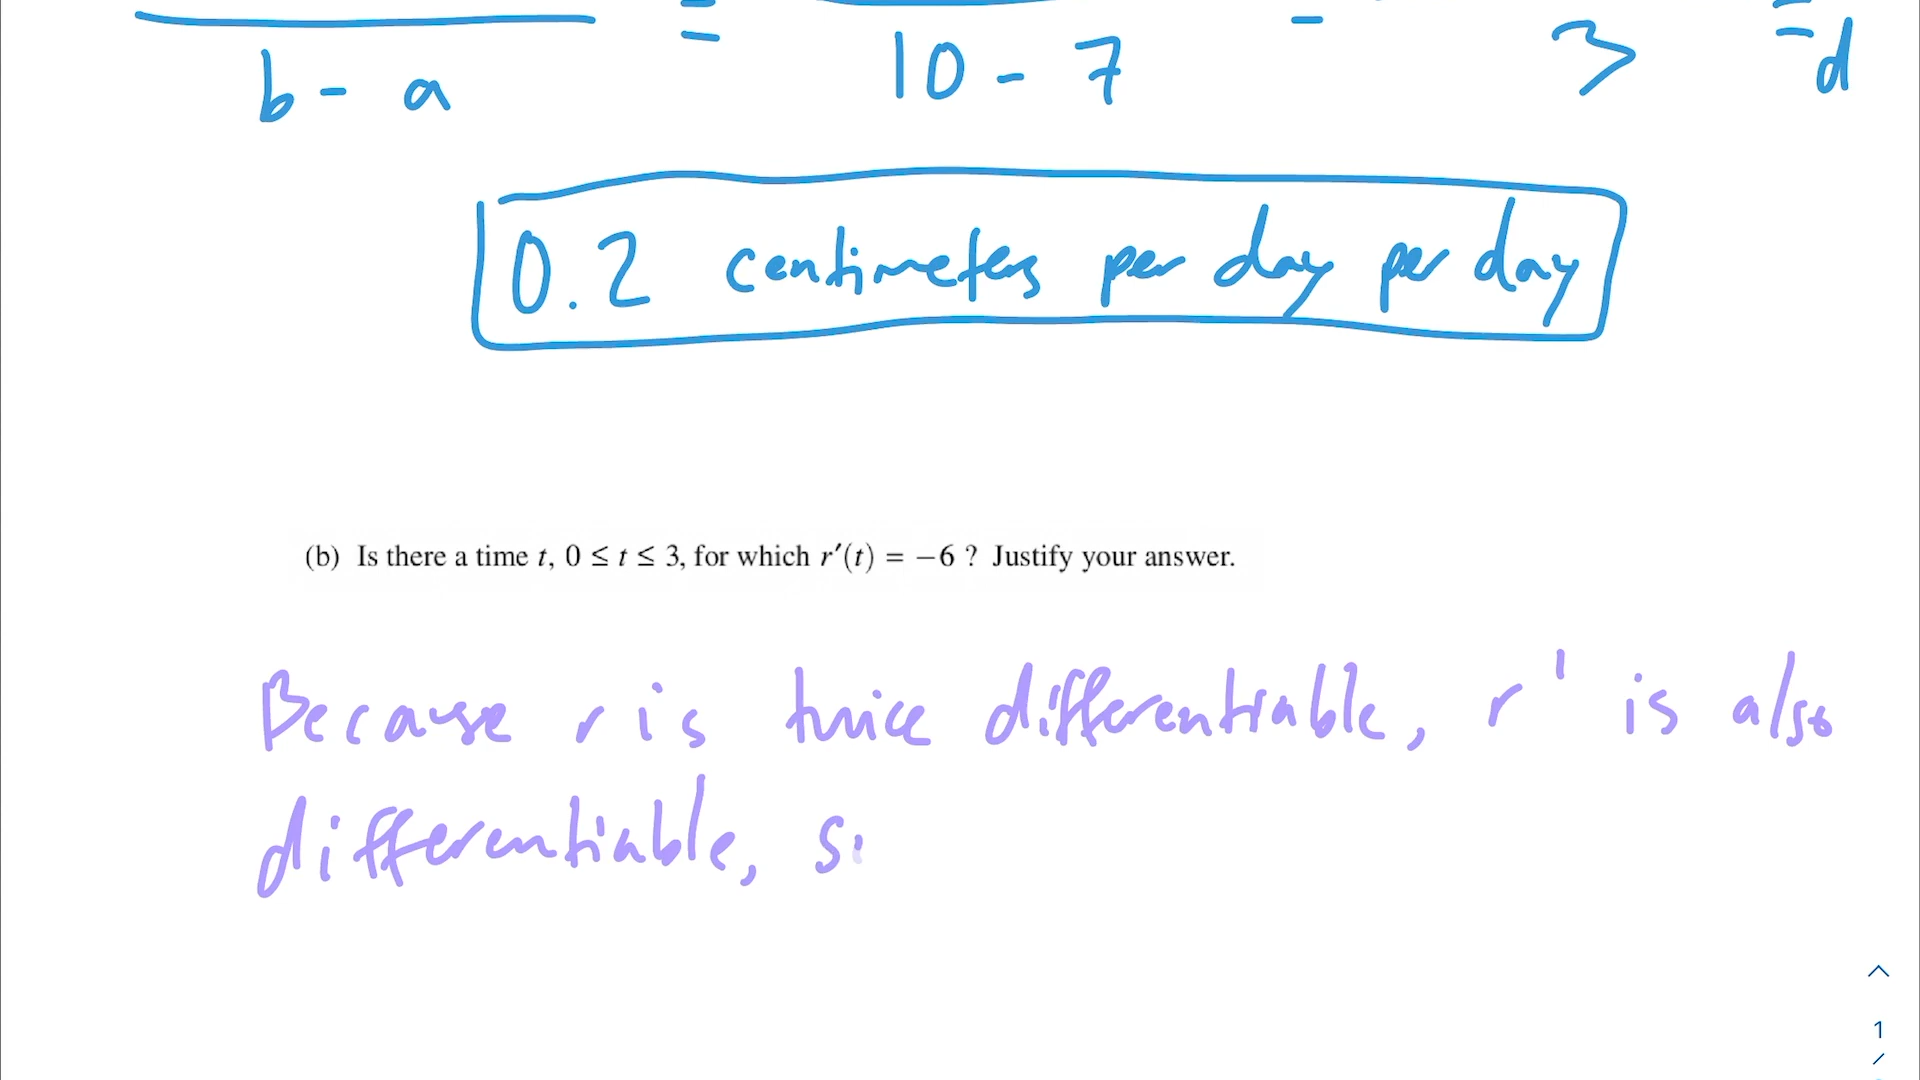 b - a = 10 - 7 - 3 = d
0.2 centimeters per day per day
(b) Is there a time t, 0 ≤ t ≤ 3, for which r′(t) = −6 ? Justify your answer.
Because r is twice differentiable, r' is also
differentiable, s
1
/